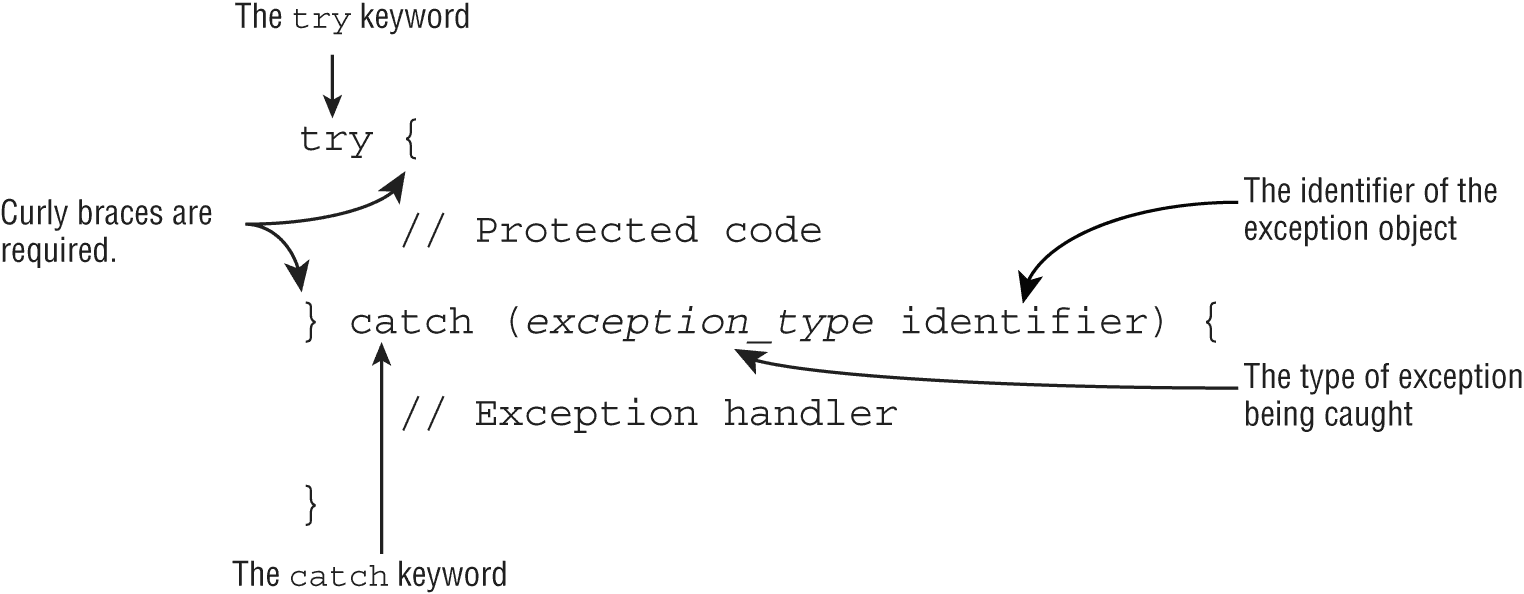 The try keyword
try {
Curly braces are
required.
// Protected code
The identifier of the
exception object
} catch (exception_type identifier) {
The type of exception
being caught
// Exception handler
}
The catch keyword